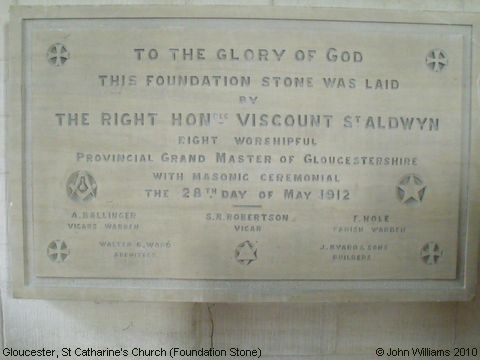 TO THE GLORY OF GOD
THIS FOUNDATION STONE WAS LAID
BY
THE RIGHT HONBLE VISCOUNT ST ALDWYN
RIGHT WORSHIPFUL
PROVINCIAL GRAND MASTER OF GLOUCESTERSHIRE
WITH MASONIC CEREMONIAL
THE 28TH DAY OF MAY 1912
A. BALLINGER S.R. ROBERTSON F. HOLE
VICARS WARDEN VICAR PARISH WARDEN
WALTER B. WOOD J. BYARD & SONS
ARCHITECT BUILDERS
Gloucester, St Catharine's Church (Foundation Stone) © John Williams 2010